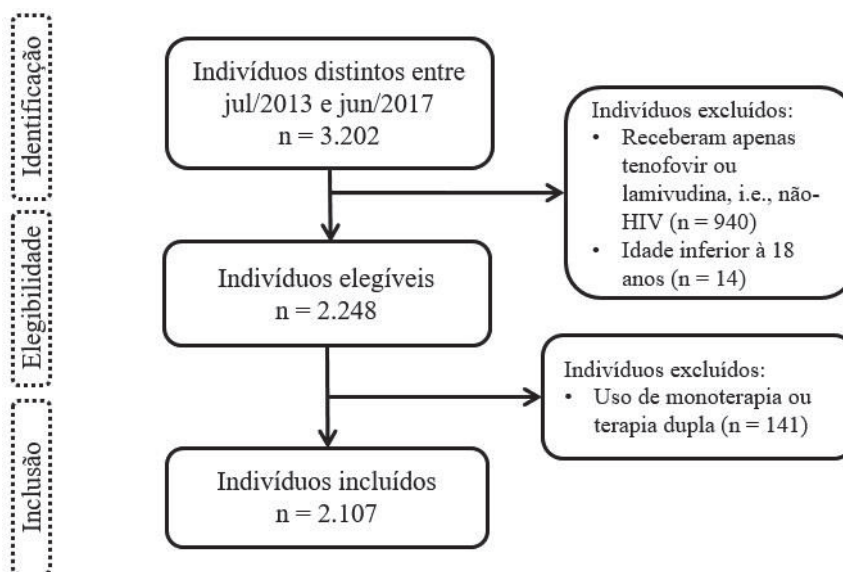 Identificação
Indivíduos distintos entre
jul/2013 e jun/2017
n = 3.202
Indivíduos excluídos:
• Receberam apenas
tenofovir ou
lamivudina, i.e., não-
HIV (n = 940)
• Idade inferior à 18
anos (n = 14)
Elegibilidade
Indivíduos elegíveis
n = 2.248
Indivíduos excluídos:
• Uso de monoterapia ou
terapia dupla (n = 141)
Inclusão
Indivíduos incluídos
n = 2.107